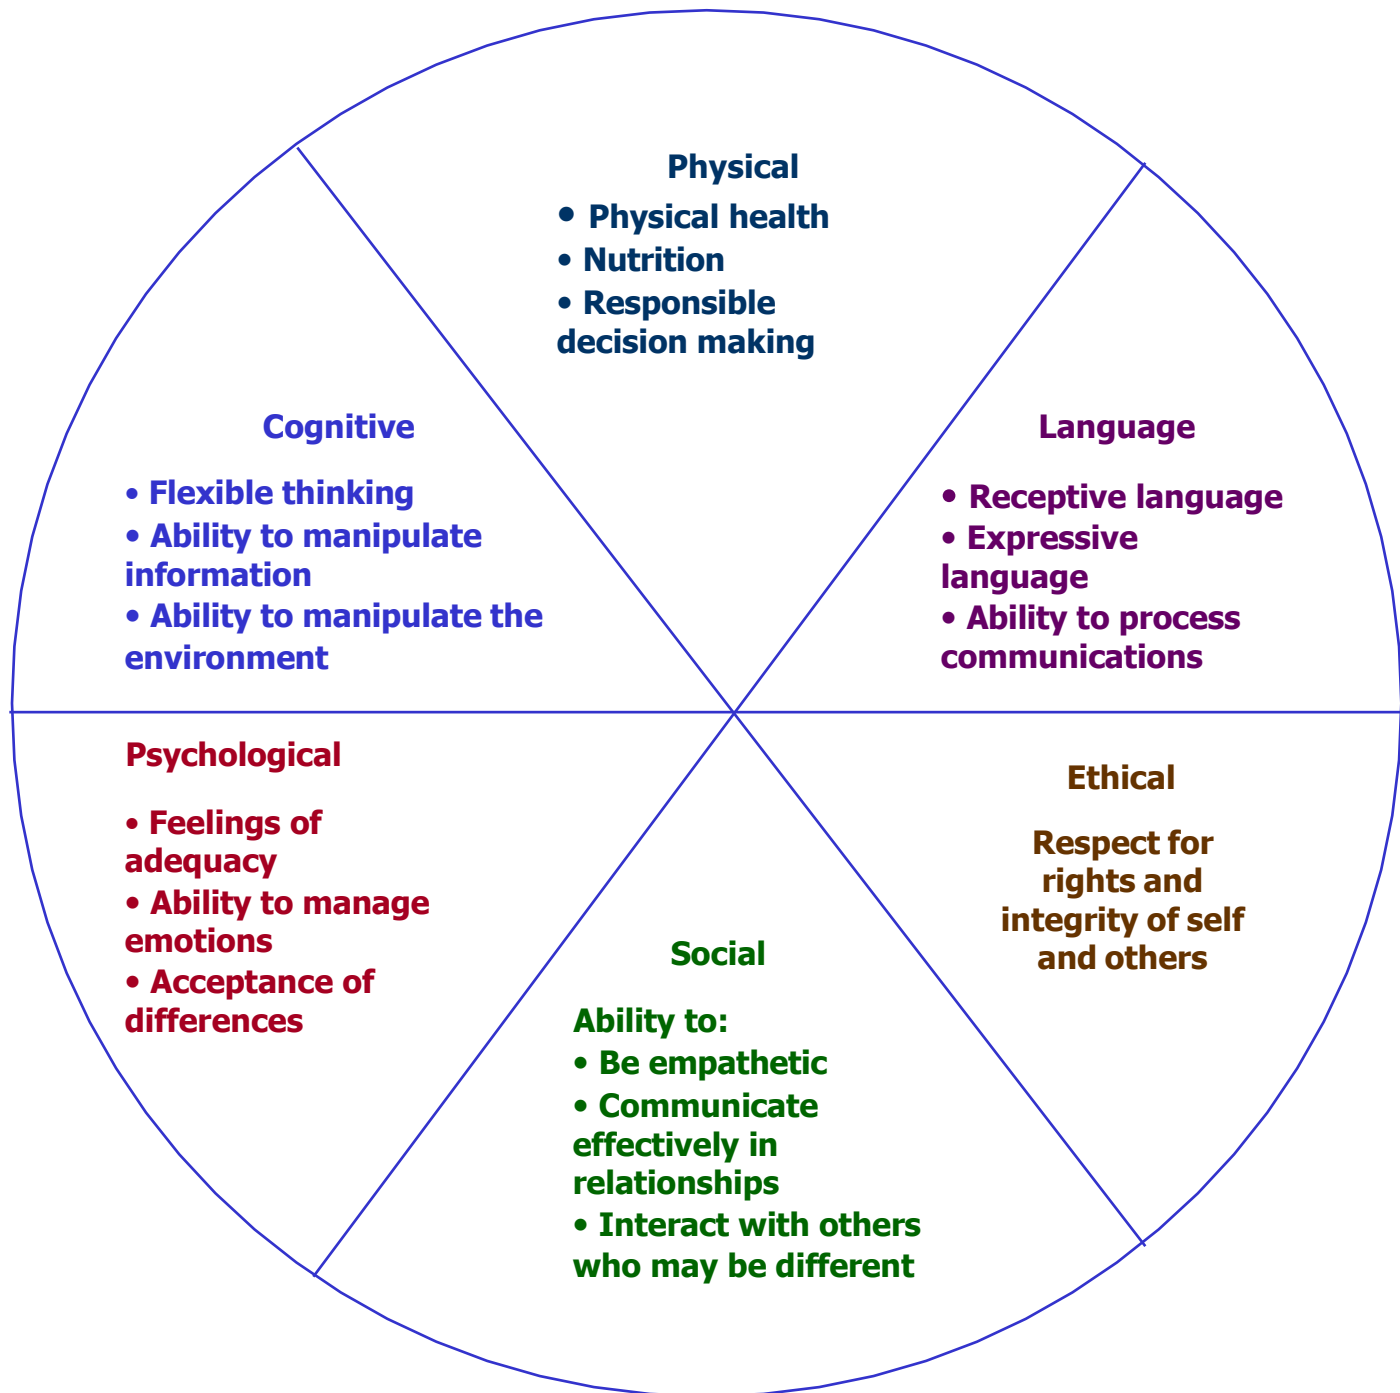 Physical
• Physical health
• Nutrition
• Responsible
decision making
Cognitive
• Flexible thinking
• Ability to manipulate
information
• Ability to manipulate the
environment
Language
• Receptive language
• Expressive
language
• Ability to process
communications
Psychological
• Feelings of
adequacy
• Ability to manage
emotions
• Acceptance of
differences
Social
Ability to:
• Be empathetic
• Communicate
effectively in
relationships
• Interact with others
who may be different
Ethical
Respect for
rights and
integrity of self
and others